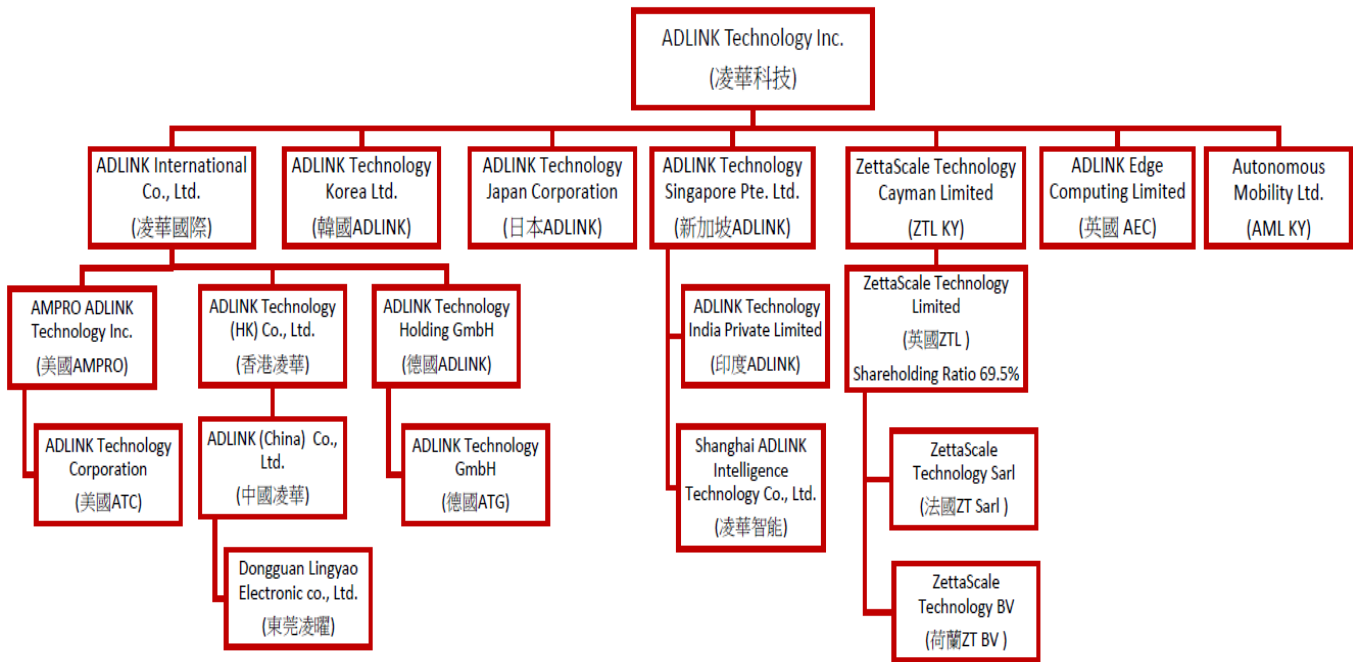 ADLINK Technology Inc.
(凌華科技)
ADLINK International
Co., Ltd.
(凌華國際)
ADLINK Technology
Korea Ltd.
(韓國ADLINK)
ADLINK Technology
Japan Corporation
(日本ADLINK)
ADLINK Technology
Singapore Pte. Ltd.
(新加坡ADLINK)
ZettaScale Technology
Cayman Limited
(ZTL KY)
ADLINK Edge
Computing Limited
(英國 AEC)
Autonomous
Mobility Ltd.
(AML KY)
AMPRO ADLINK
Technology Inc.
(美國AMPRO)
ADLINK Technology
(HK) Co., Ltd.
(香港凌華)
ADLINK Technology
Holding GmbH
(德國ADLINK)
ADLINK Technology
India Private Limited
(印度ADLINK)
ZettaScale Technology
Limited
(英國ZTL )
Shareholding Ratio 69.5%
ADLINK Technology
Corporation
(美國ATC)
ADLINK (China) Co.,
Ltd.
(中國凌華)
ADLINK Technology
GmbH
(德國ATG)
Shanghai ADLINK
Intelligence
Technology Co., Ltd.
(凌華智能)
ZettaScale
Technology Sarl
(法國ZT Sarl )
Dongguan Lingyao
Electronic co., Ltd.
(東莞凌曜)
ZettaScale
Technology BV
(荷蘭ZT BV )